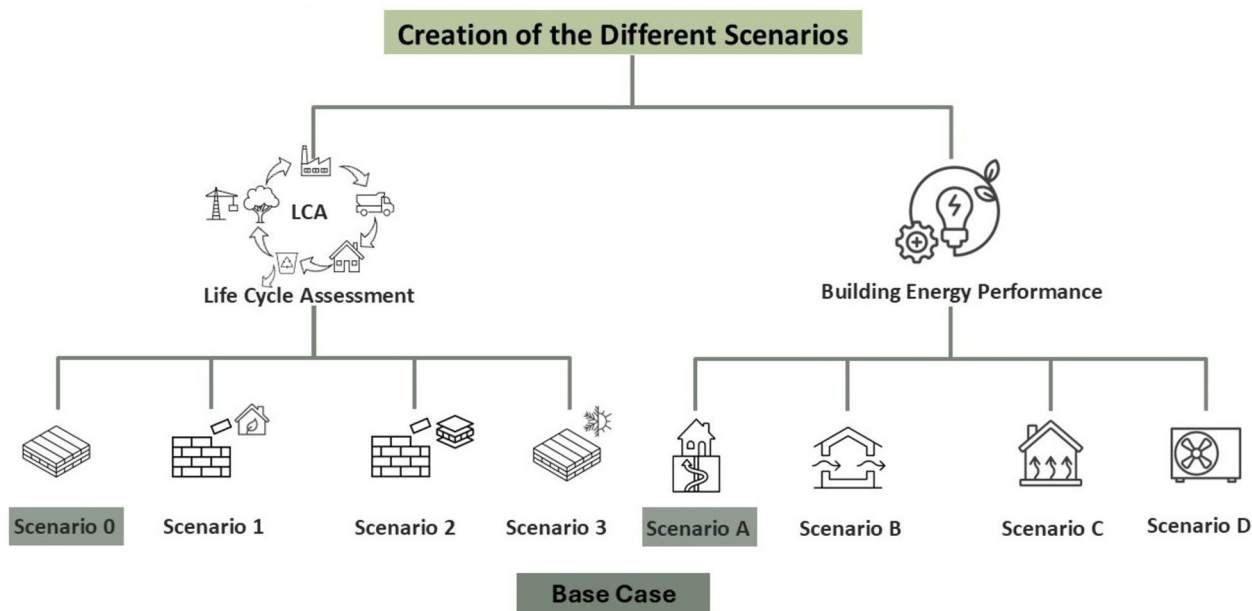 Creation of the Different Scenarios
LCA
Life Cycle Assessment
Building Energy Performance
Scenario 0
Scenario 1
Scenario 2
Scenario 3
Scenario A
Scenario B
Scenario C
Scenario D
Base Case